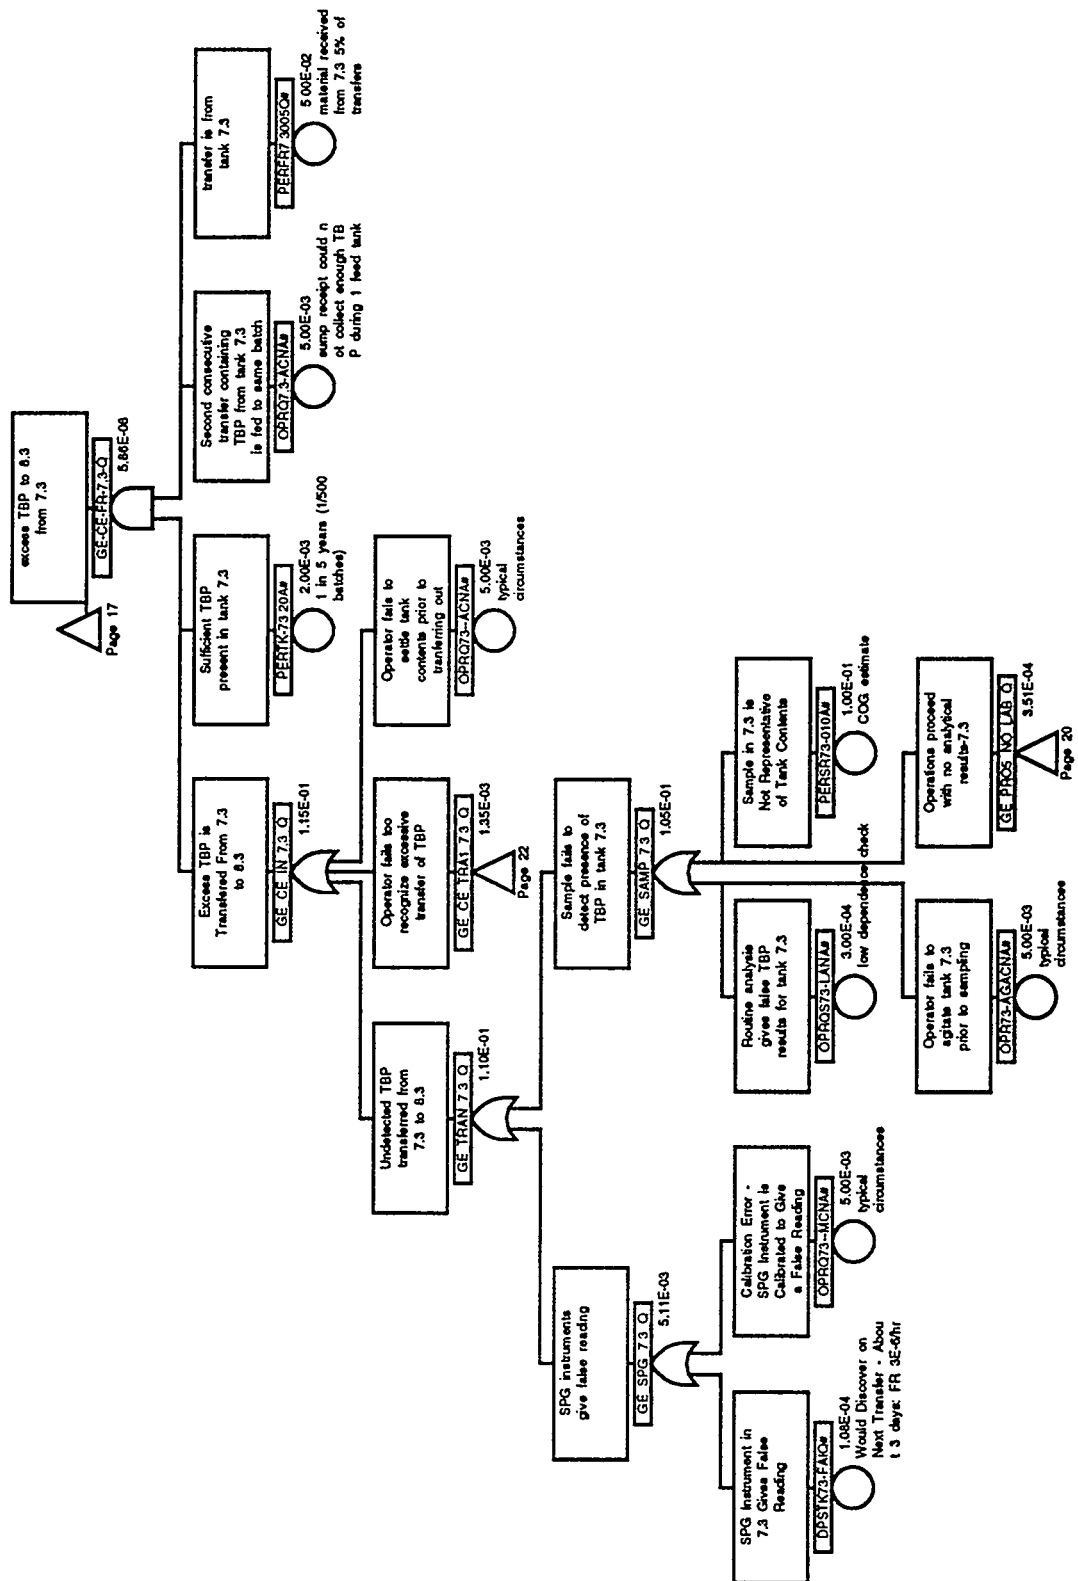 excess TBP to 8.3
from 7.3
GE-CE-FR-7.3-Q
5.86E-08
Page 17
Excess TBP is
Transferred From 7.3
to 8.3
GE CE IN 7.3 Q
1.15E-01
Sufficient TBP
present in tank 7.3
PERTK-73 20A#
2.00E-03
1 in 5 years (1/500
batches)
Second consecutive
transfer containing
TBP from tank 7.3
is fed to same batch
OPRQ7.3-ACNA#
5.00E-03
sump receipt could n
ot collect enough TB
P during 1 feed tank
transfer is from
tank 7.3
PERFR7 3005Q#
5 00E-02
material received
from 7.3 5% of
transfers
Undetected TBP
transferred from
7.3 to 8.3
GE TRAN 7 3 Q
1.10E-01
Operator fails too
recognize excessive
transfer of TBP
GE CE TRA1 7.3 Q
1.35E-03
Page 22
Operator fails to
settle tank
contents prior to
tranferring out
OPRQ73--ACNA#
5.00E-03
typical
circumstances
SPG instruments
give false reading
GE SPG 7 3 Q
5.11E-03
Sample fails to
detect presence of
TBP in tank 7.3
GE SAMP 7 3 Q
1.05E-01
SPG Instrument in
7.3 Gives False
Reading
DPSTK73-FAIQ#
1.08E-04
Would Discover on
Next Transfer - Abou
t 3 days: FR 3E-6/hr
Calibration Error -
SPG Instrument is
Calibrated to Give
a False Reading
OPRQ73--MCNA#
5.00E-03
typical
circumstances
Routine analysis
gives false TBP
results for tank 7.3
OPRQS73-LANA#
3.00E-04
low dependence check
Sample in 7.3 is
Not Representative
of Tank Contents
PERSR73-010A#
1.00E-01
COG estimate
Operator fails to
agitate tank 7.3
prior to sampling
OPR73-AGACNA#
5.00E-03
typical
circumstances
Operations proceed
with no analytical
results-7.3
GE PROS NO LAB Q
3.51E-04
Page 20